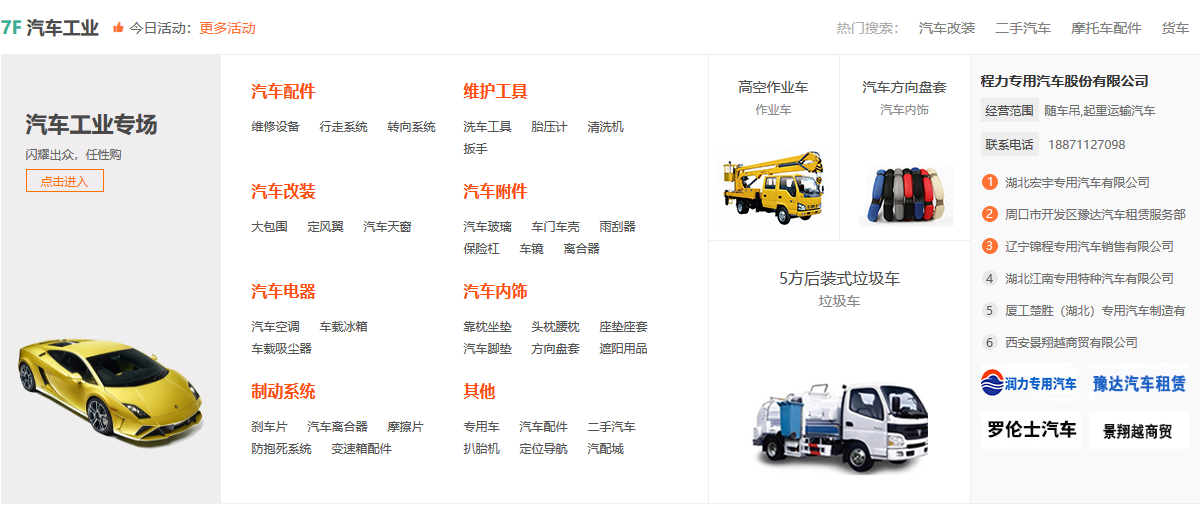 7F 汽车工业 今日活动: 更多活动 热门搜索: 汽车改装 二手汽车 摩托车配件 货车
汽车工业专场
闪耀出众，任性购
点击进入
汽车配件
维修设备 行走系统 转向系统
维护工具
洗车工具 胎压计 清洗机
扳手
汽车改装
大包围 定风翼 汽车天窗
汽车附件
汽车玻璃 车门车壳 雨刮器
保险杠 车镜 离合器
汽车电器
汽车空调 车载冰箱
车载吸尘器
汽车内饰
靠枕坐垫 头枕腰枕 座垫座套
汽车脚垫 方向盘套 遮阳用品
制动系统
刹车片 汽车离合器 摩擦片
防抱死系统 变速箱配件
其他
专用车 汽车配件 二手汽车
扒胎机 定位导航 汽配城
高空作业车
作业车
汽车方向盘套
汽车内饰
5方后装式垃圾车
垃圾车
程力专用汽车股份有限公司
经营范围 随车吊,起重运输汽车
联系电话 18871127098
1 湖北宏宇专用汽车有限公司
2 周口市开发区豫达汽车租赁服务部
3 辽宁锦程专用汽车销售有限公司
4 湖北江南专用特种汽车有限公司
5 厦工楚胜（湖北）专用汽车制造有
6 西安景翔越商贸有限公司
润力专用汽车 豫达汽车租赁
罗伦士汽车 景翔越商贸